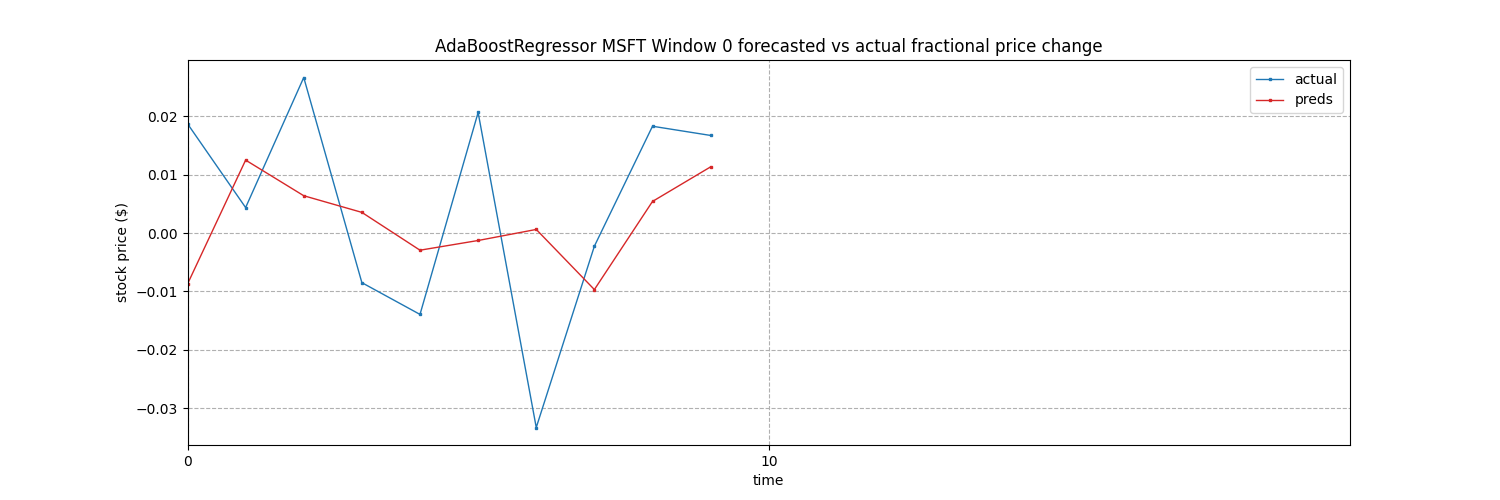 AdaBoostRegressor MSFT Window 0 forecasted vs actual fractional price change
actual
preds
0.02
0.01
0.00
−0.01
−0.02
−0.03
stock price ($)
0
10
time